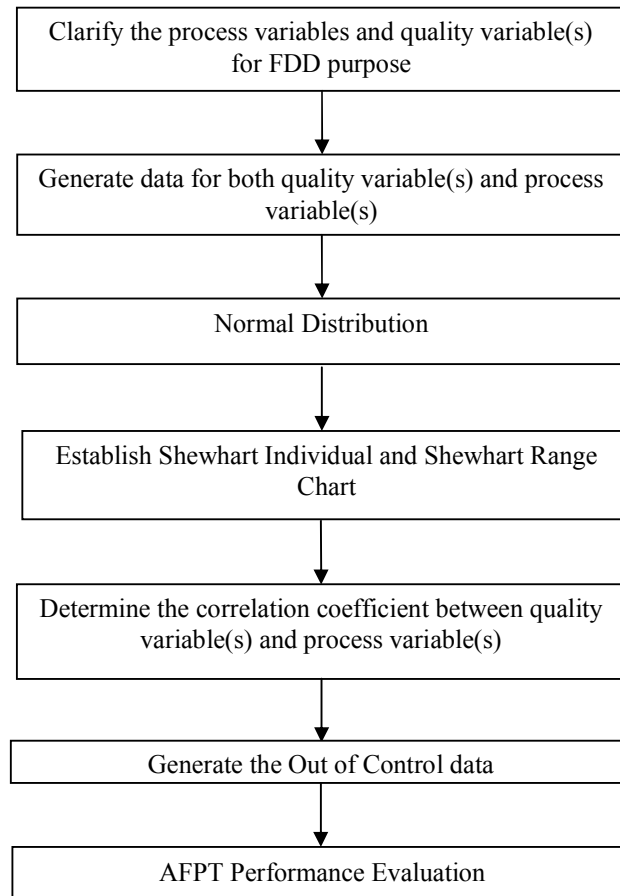 Clarify the process variables and quality variable(s)
for FDD purpose
Generate data for both quality variable(s) and process
variable(s)
Normal Distribution
Establish Shewhart Individual and Shewhart Range
Chart
Determine the correlation coefficient between quality
variable(s) and process variable(s)
Generate the Out of Control data
AFPT Performance Evaluation